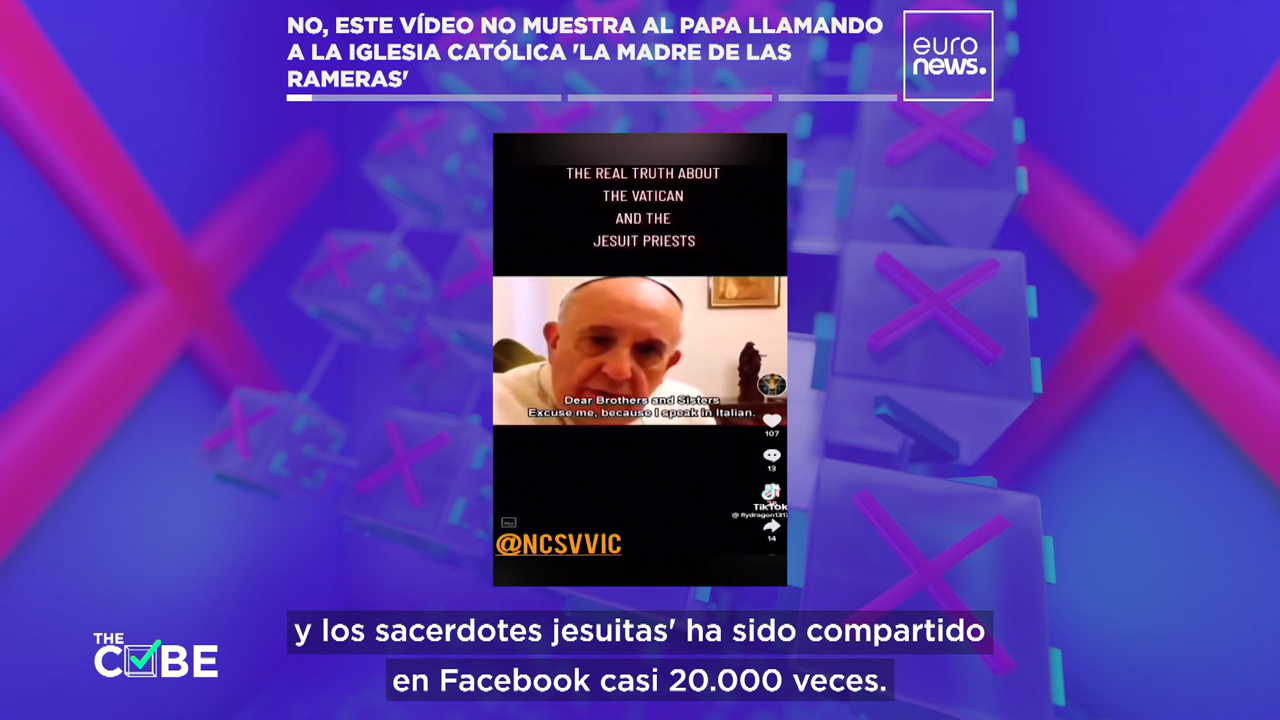 NO, ESTE VÍDEO NO MUESTRA AL PAPA LLAMANDO
A LA IGLESIA CATÓLICA 'LA MADRE DE LAS
RAMERAS'
euro
news.
THE REAL TRUTH ABOUT
THE VATICAN
AND THE
JESUIT PRIESTS
Dear Brothers and Sisters
Excuse me, because I speak in Italian.
107
13
TikTok
14
@NCSVVIC
THE
CUBE
y los sacerdotes jesuitas' ha sido compartido
en Facebook casi 20.000 veces.